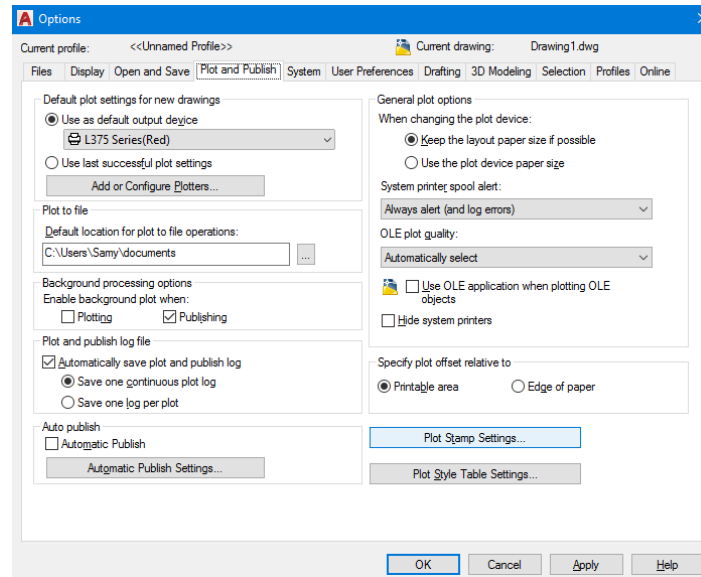 Options
Current profile: <<Unnamed Profile>> Current drawing: Drawing1.dwg
Files Display Open and Save Plot and Publish System User Preferences Drafting 3D Modeling Selection Profiles Online
Default plot settings for new drawings
Use as default output device
L375 Series(Red)
Use last successful plot settings
Add or Configure Plotters...
Plot to file
Default location for plot to file operations:
C:\Users\Samy\documents
...
Background processing options
Enable background plot when:
Plotting Publishing
Plot and publish log file
Automatically save plot and publish log
Save one continuous plot log
Save one log per plot
Auto publish
Automatic Publish
Automatic Publish Settings...
General plot options
When changing the plot device:
Keep the layout paper size if possible
Use the plot device paper size
System printer spool alert:
Always alert (and log errors)
OLE plot quality:
Automatically select
Use OLE application when plotting OLE
objects
Hide system printers
Specify plot offset relative to
Printable area Edge of paper
Plot Stamp Settings...
Plot Style Table Settings...
OK Cancel Apply Help